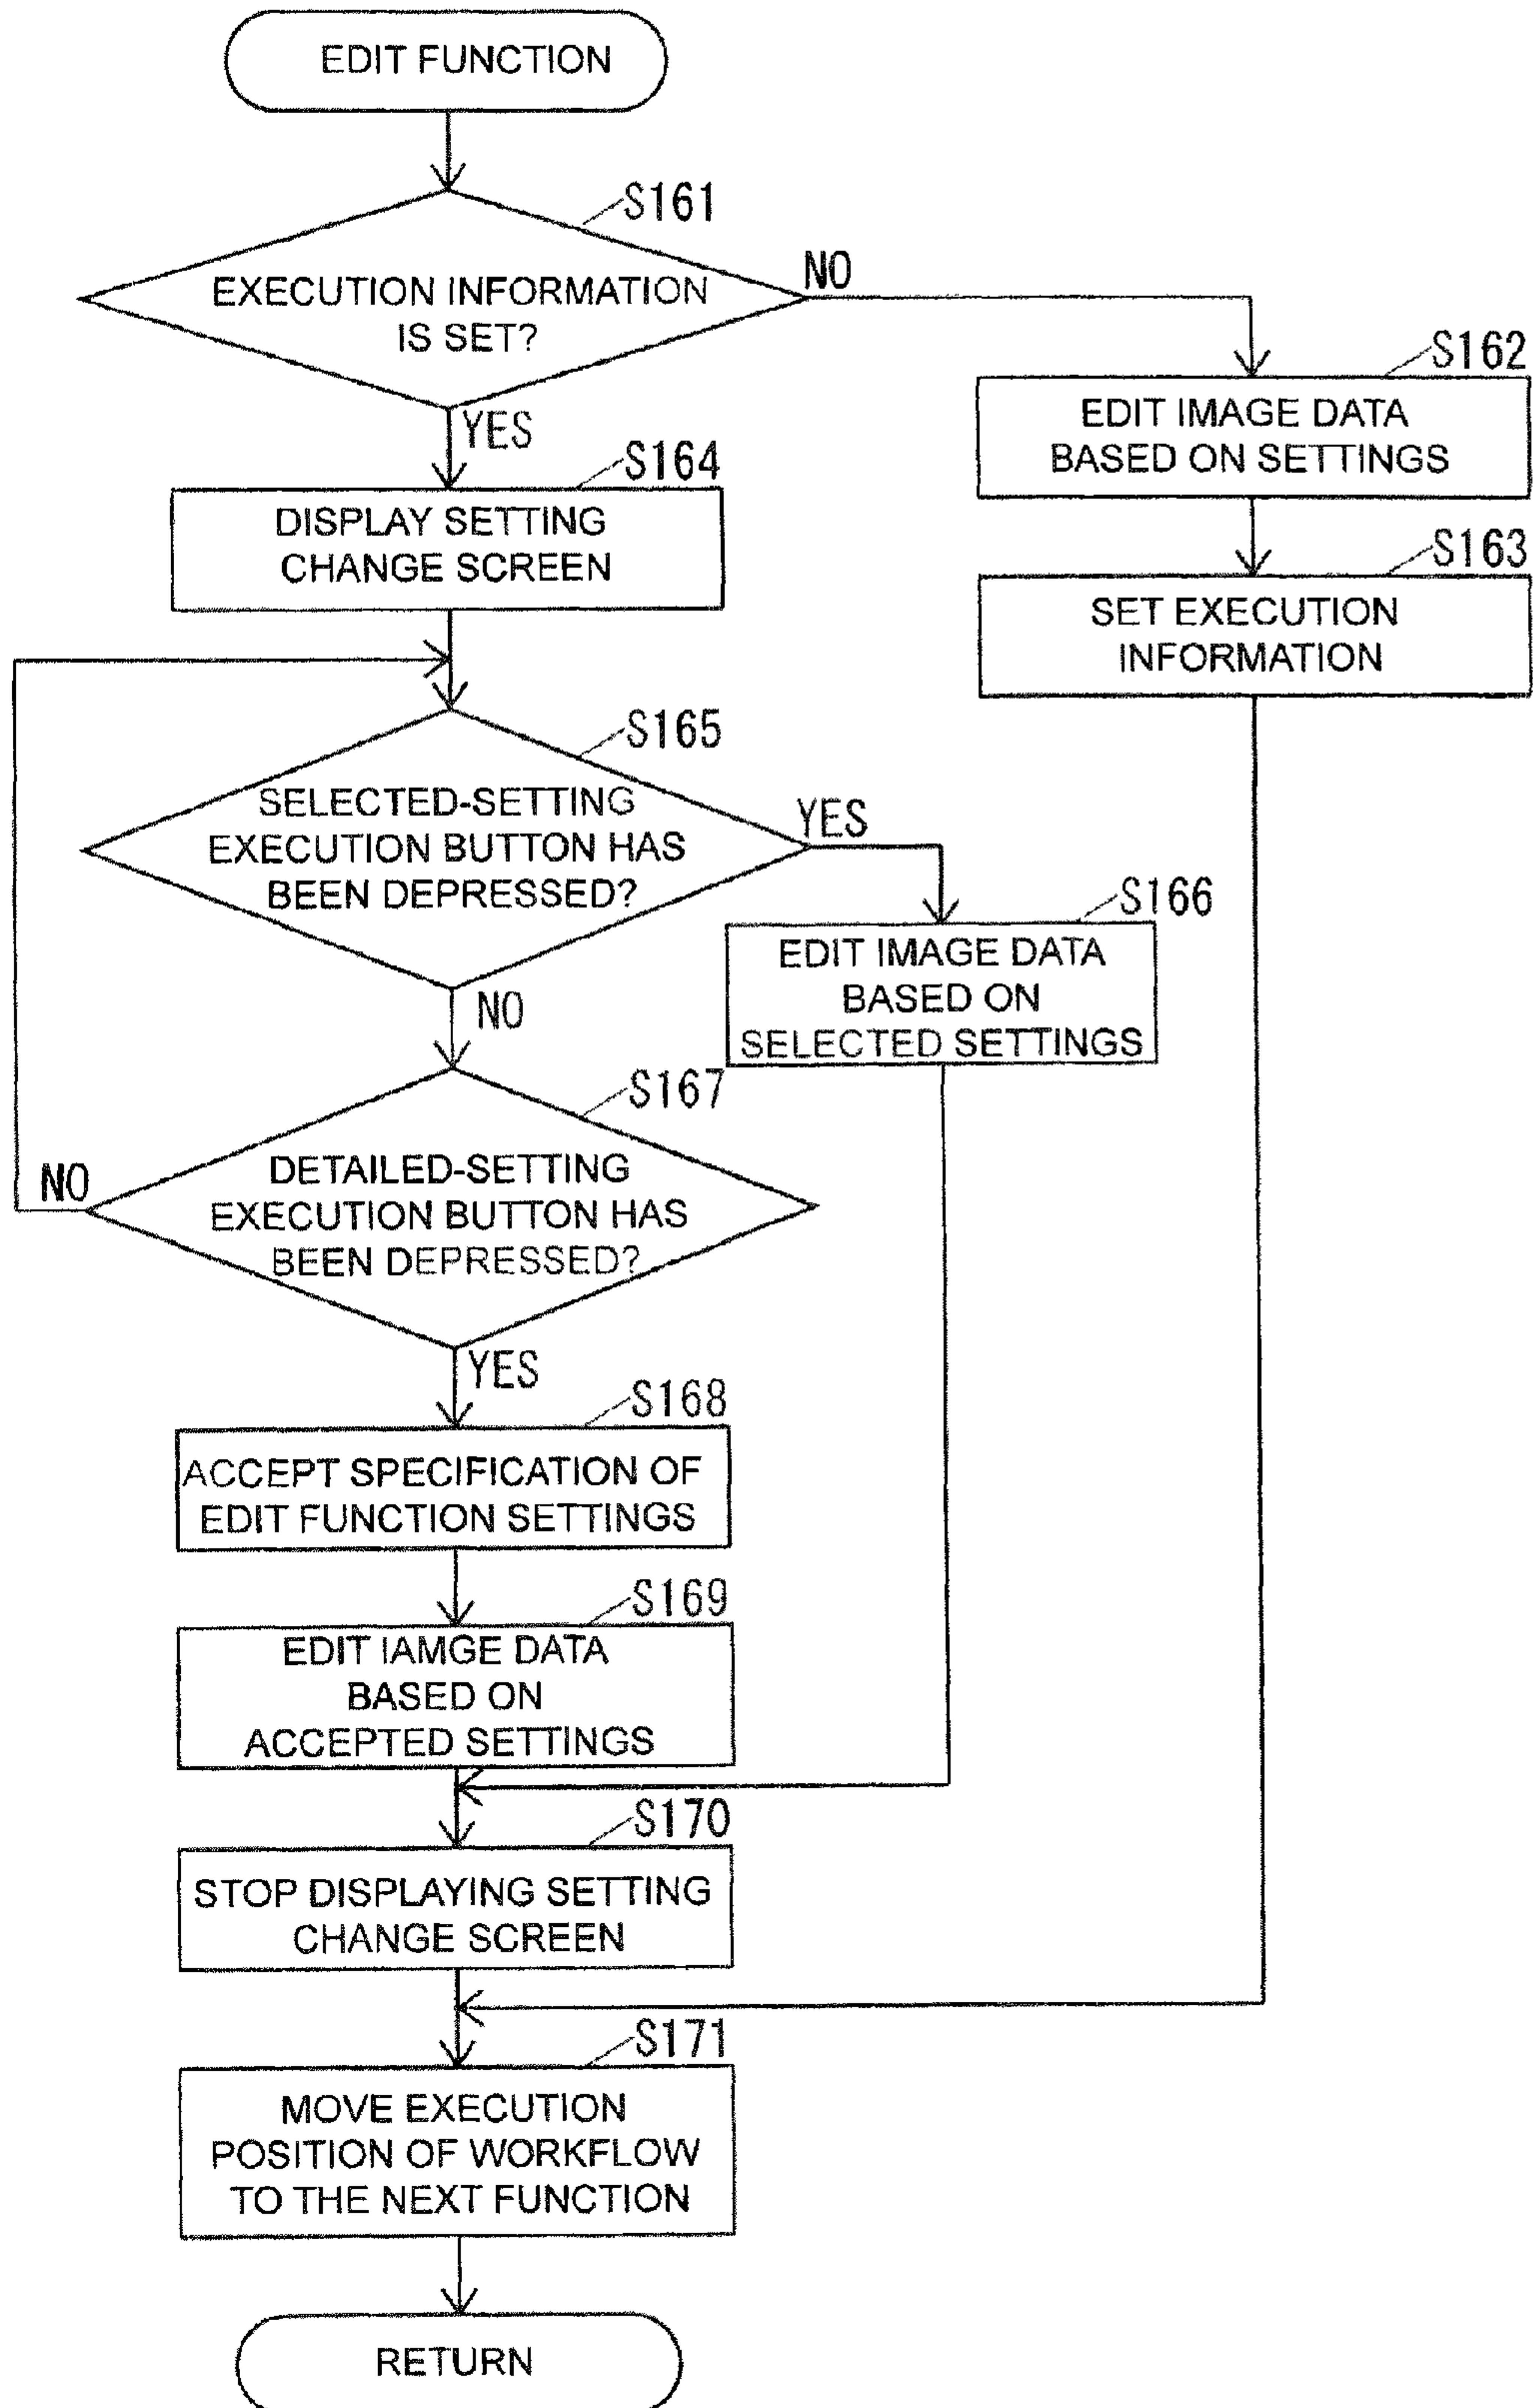 EDIT FUNCTION
S161
EXECUTION INFORMATION
IS SET?
NO
YES
S162
EDIT IMAGE DATA
BASED ON SETTINGS
S163
SET EXECUTION
INFORMATION
S164
DISPLAY SETTING
CHANGE SCREEN
S165
SELECTED-SETTING
EXECUTION BUTTON HAS
BEEN DEPRESSED?
YES
NO
S166
EDIT IMAGE DATA
BASED ON
SELECTED SETTINGS
S167
DETAILED-SETTING
EXECUTION BUTTON HAS
BEEN DEPRESSED?
NO
YES
S168
ACCEPT SPECIFICATION OF
EDIT FUNCTION SETTINGS
S169
EDIT IAMGE DATA
BASED ON
ACCEPTED SETTINGS
S170
STOP DISPLAYING SETTING
CHANGE SCREEN
S171
MOVE EXECUTION
POSITION OF WORKFLOW
TO THE NEXT FUNCTION
RETURN